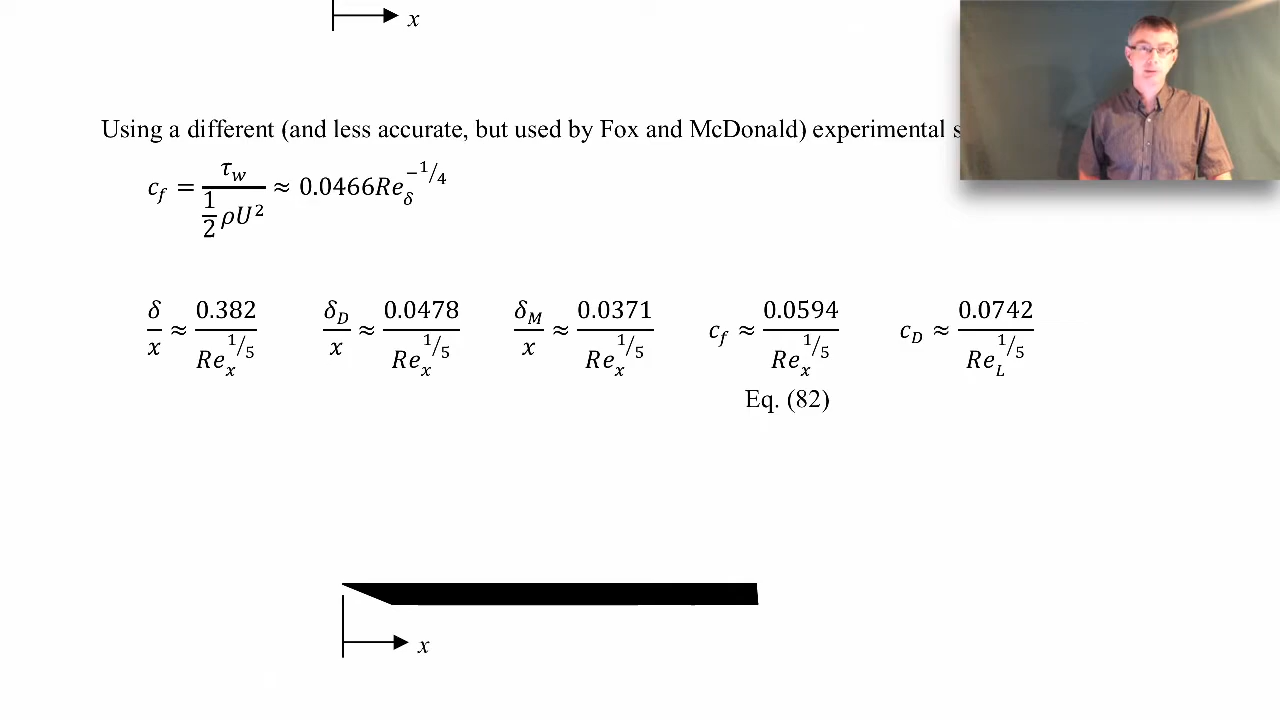 x
Using a different (and less accurate, but used by Fox and McDonald) experimental
c_f = τ_w / (1/2 ρU²) ≈ 0.0466Re_δ^(−1/4)
δ/x ≈ 0.382/Re_x^(1/5) δ_D/x ≈ 0.0478/Re_x^(1/5) δ_M/x ≈ 0.0371/Re_x^(1/5) c_f ≈ 0.0594/Re_x^(1/5) c_D ≈ 0.0742/Re_L^(1/5)
Eq. (82)
x